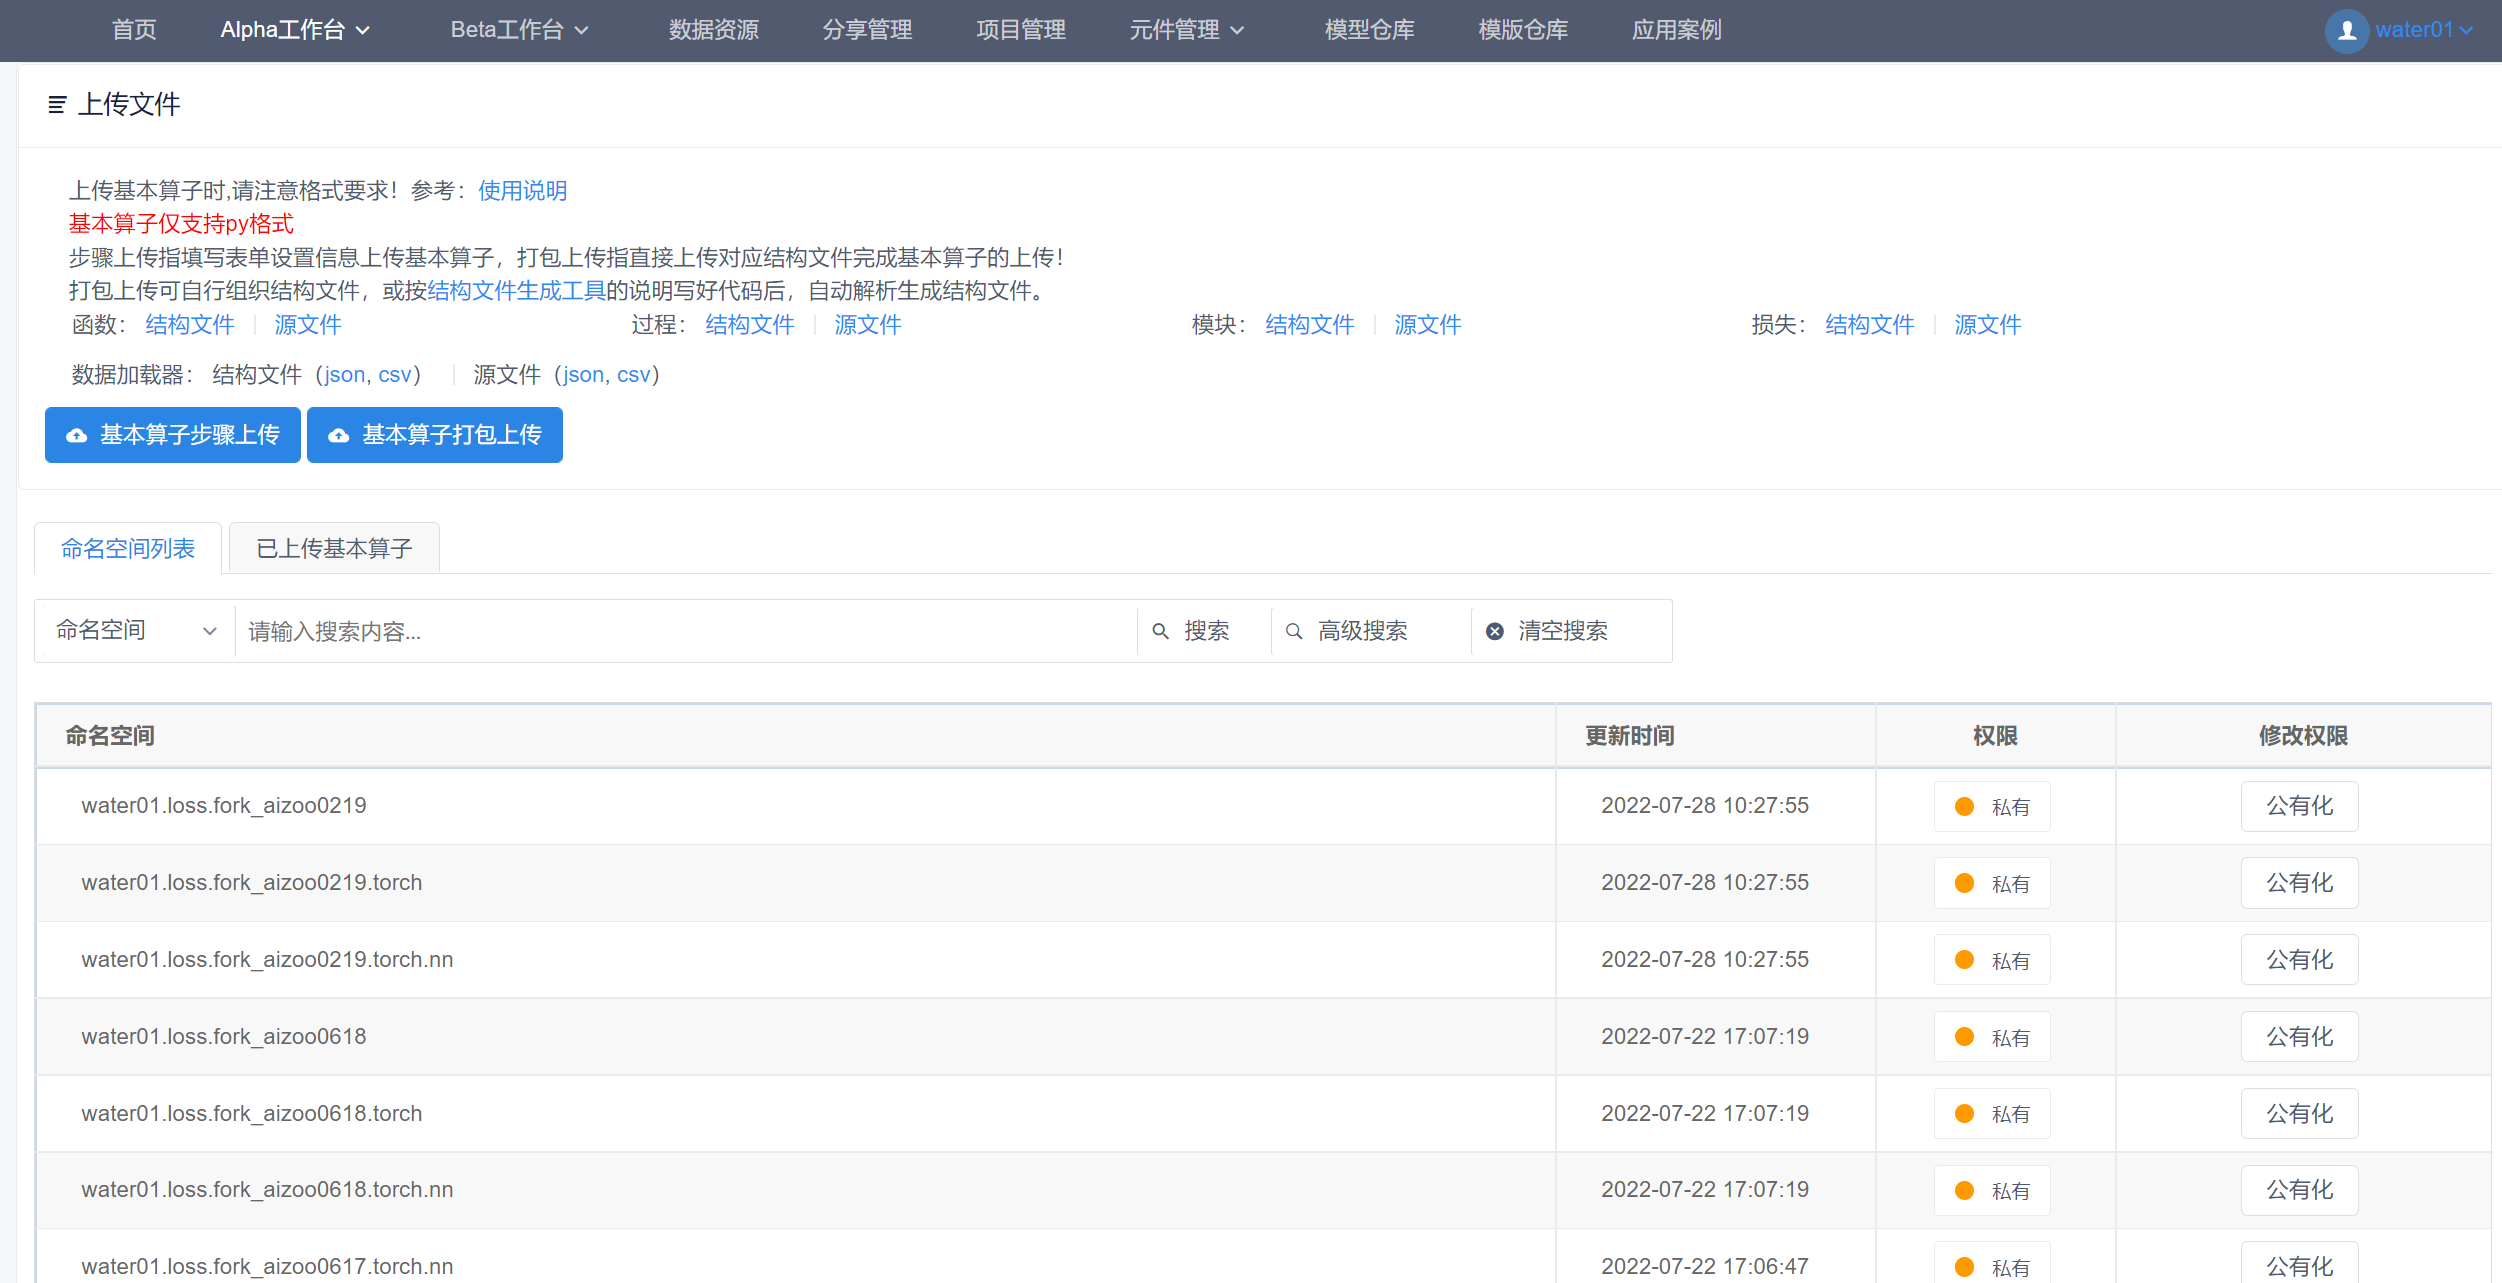 首页 Alpha工作台 Beta工作台 数据资源 分享管理 项目管理 元件管理 模型仓库 模版仓库 应用案例 water01
上传文件
上传基本算子时,请注意格式要求！参考：使用说明
基本算子仅支持py格式
步骤上传指填写表单设置信息上传基本算子，打包上传指直接上传对应结构文件完成基本算子的上传！
打包上传可自行组织结构文件，或按结构文件生成工具的说明写好代码后，自动解析生成结构文件。
函数： 结构文件 源文件 过程： 结构文件 源文件 模块： 结构文件 源文件 损失： 结构文件 源文件
数据加载器： 结构文件（json, csv） 源文件（json, csv）
基本算子步骤上传 基本算子打包上传
命名空间列表 已上传基本算子
命名空间 请输入搜索内容... 搜索 高级搜索 清空搜索
命名空间 更新时间 权限 修改权限
water01.loss.fork_aizoo0219 2022-07-28 10:27:55 私有 公有化
water01.loss.fork_aizoo0219.torch 2022-07-28 10:27:55 私有 公有化
water01.loss.fork_aizoo0219.torch.nn 2022-07-28 10:27:55 私有 公有化
water01.loss.fork_aizoo0618 2022-07-22 17:07:19 私有 公有化
water01.loss.fork_aizoo0618.torch 2022-07-22 17:07:19 私有 公有化
water01.loss.fork_aizoo0618.torch.nn 2022-07-22 17:07:19 私有 公有化
water01.loss.fork_aizoo0617.torch.nn 2022-07-22 17:06:47 私有 公有化